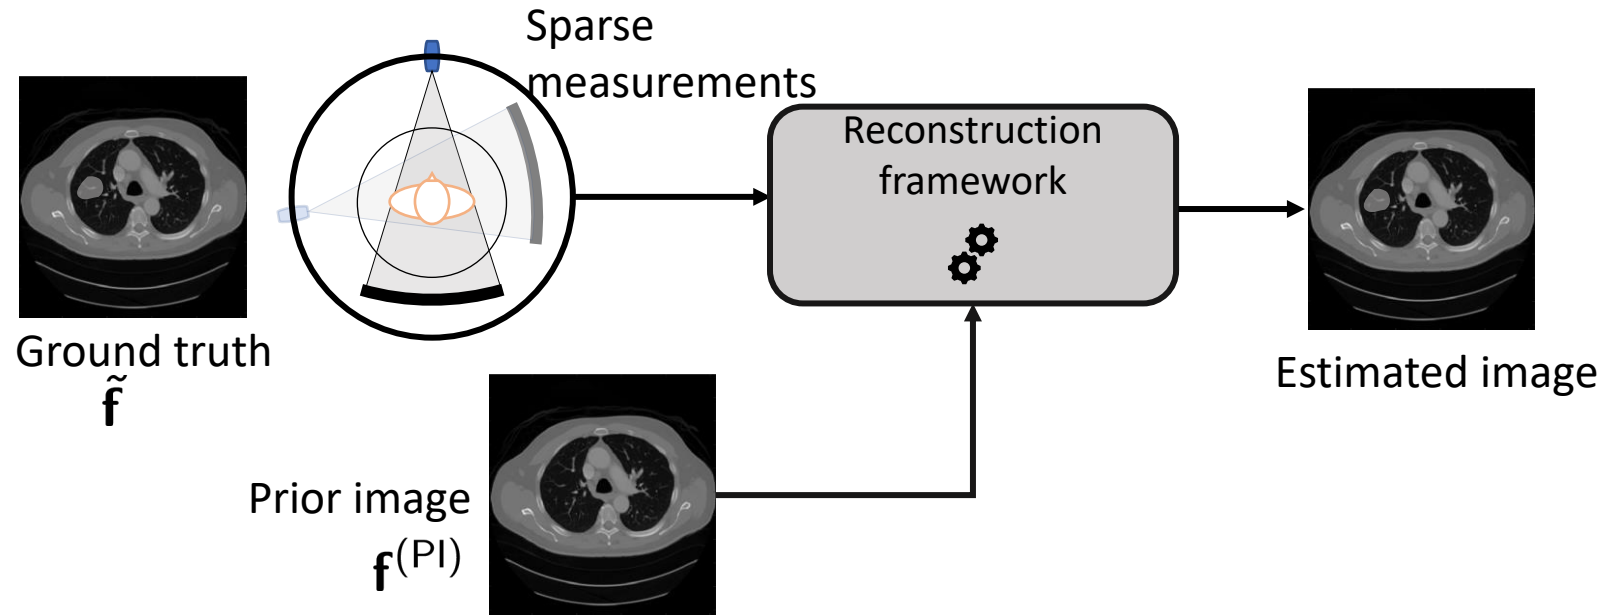 Sparse
measurements
Reconstruction
framework
Ground truth
f̃
Estimated image
Prior image
f^(PI)